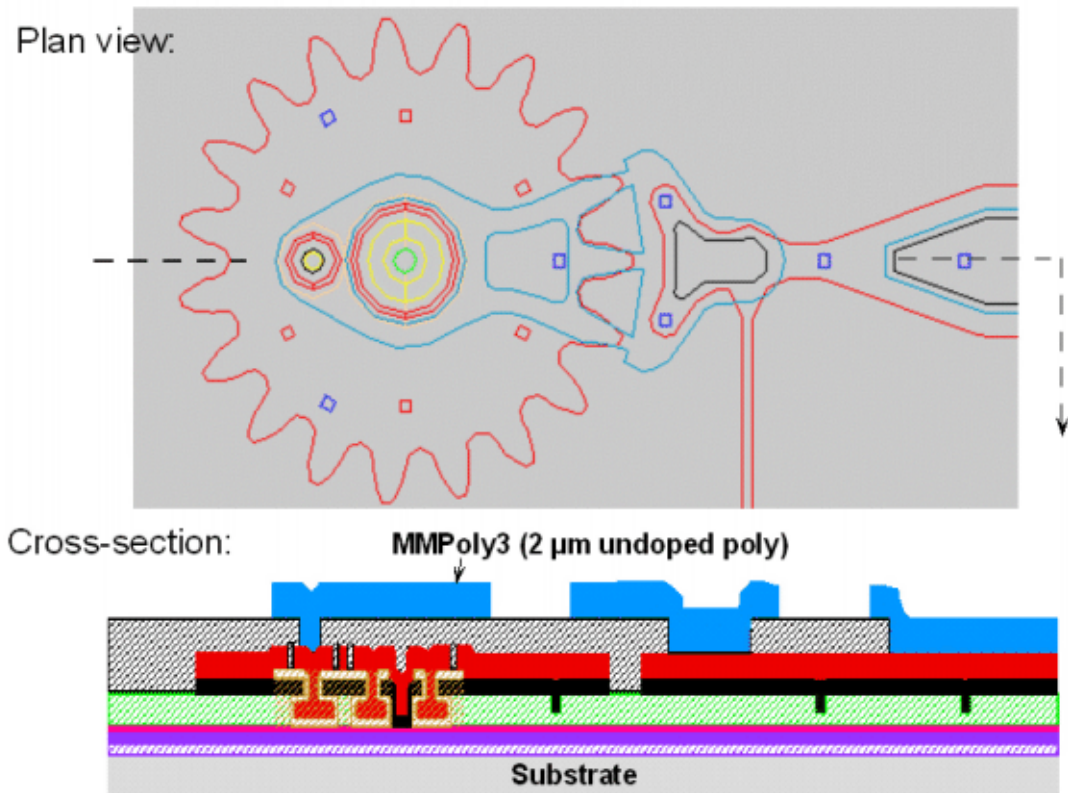 Plan view:
Cross-section:
MMPoly3 (2 µm undoped poly)
Substrate